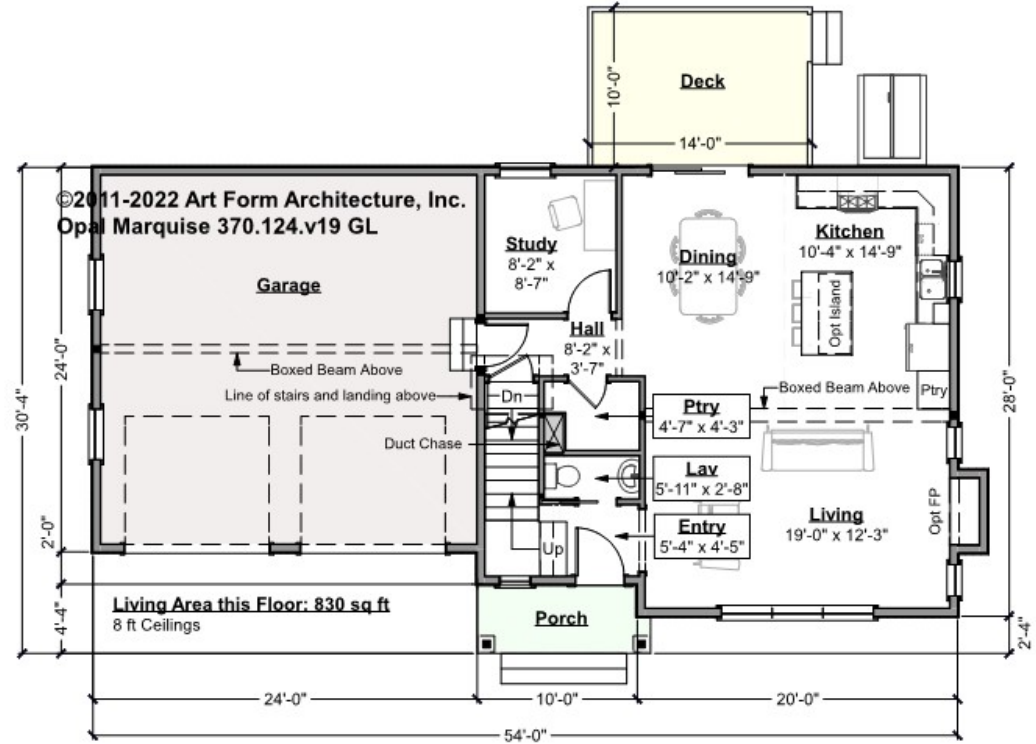 Deck
10'-0"
14'-0"
©2011-2022 Art Form Architecture, Inc.
Opal Marquise 370.124.v19 GL
Study
8'-2" x
8'-7"
Dining
10'-2" x 14'-9"
Kitchen
10'-4" x 14'-9"
Garage
Opt Island
Hall
8'-2" x
3'-7"
Boxed Beam Above
Line of stairs and landing above
Dn
Boxed Beam Above
Ptry
Ptry
4'-7" x 4'-3"
Duct Chase
Lav
5'-11" x 2'-8"
Living
19'-0" x 12'-3"
Opt FP
Entry
5'-4" x 4'-5"
Up
Porch
Living Area this Floor: 830 sq ft
8 ft Ceilings
30'-4"
24'-0"
2'-0"
4'-4"
28'-0"
2'-4"
24'-0"
10'-0"
20'-0"
54'-0"